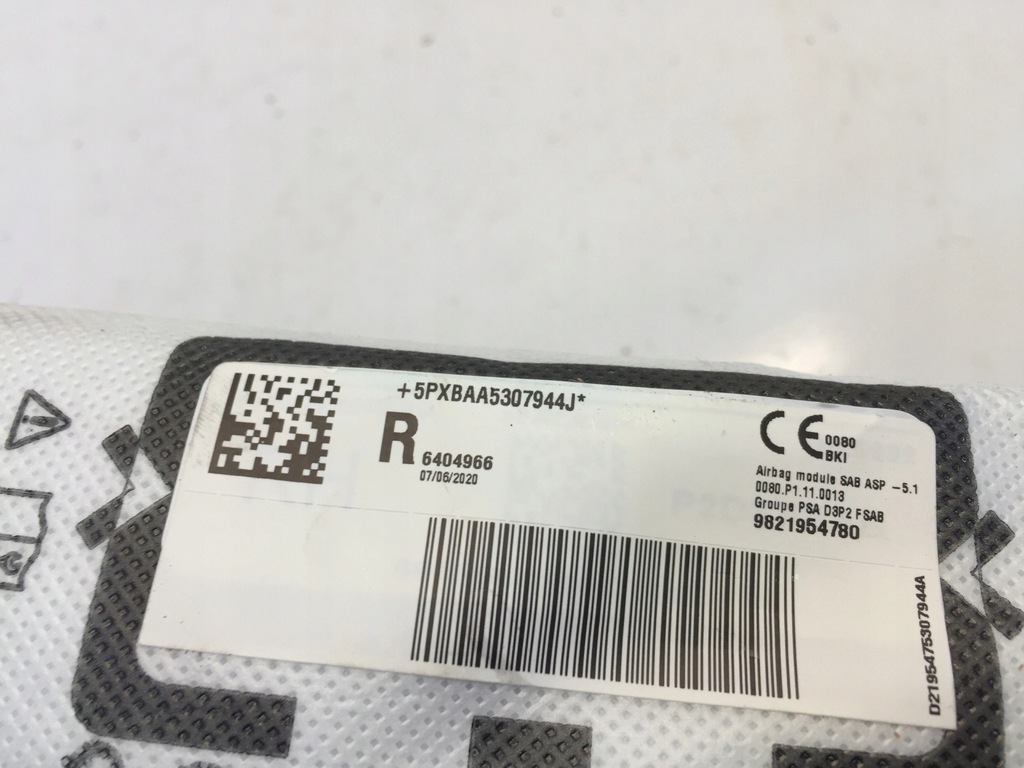 +5PXBAA5307944J*
R 6404966
07/06/2020
CE 0080
BKI
Airbag module SAB ASP -5.1
0080.P1.11.0013
Groupe PSA D3P2 FSAB
9821954780
D2195475307944A